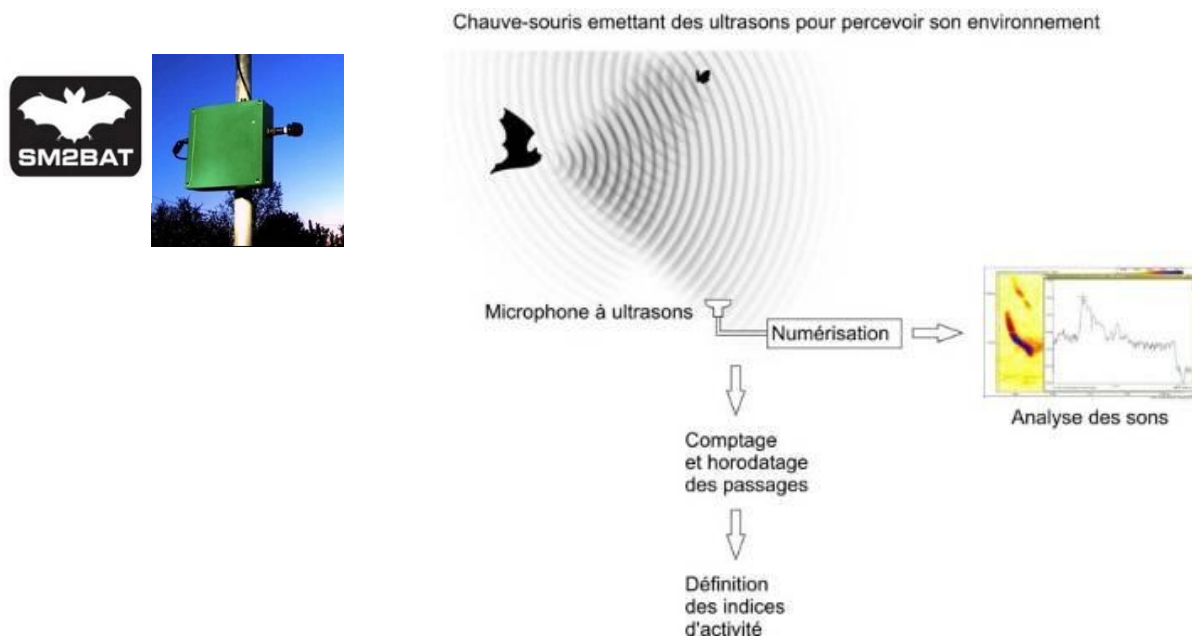 Chauve-souris emettant des ultrasons pour percevoir son environnement
SM2BAT
Microphone à ultrasons
Numérisation
Analyse des sons
Comptage
et horodatage
des passages
Définition
des indices
d'activité